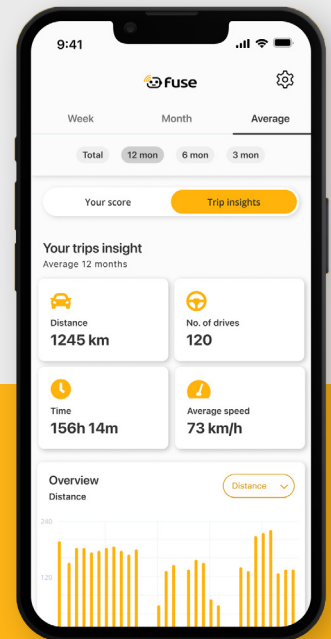 9:41
fuse
Week Month Average
Total 12 mon 6 mon 3 mon
Your score Trip insights
Your trips insight
Average 12 months
Distance
1245 km
No. of drives
120
Time
156h 14m
Average speed
73 km/h
Overview
Distance
Distance
240
120